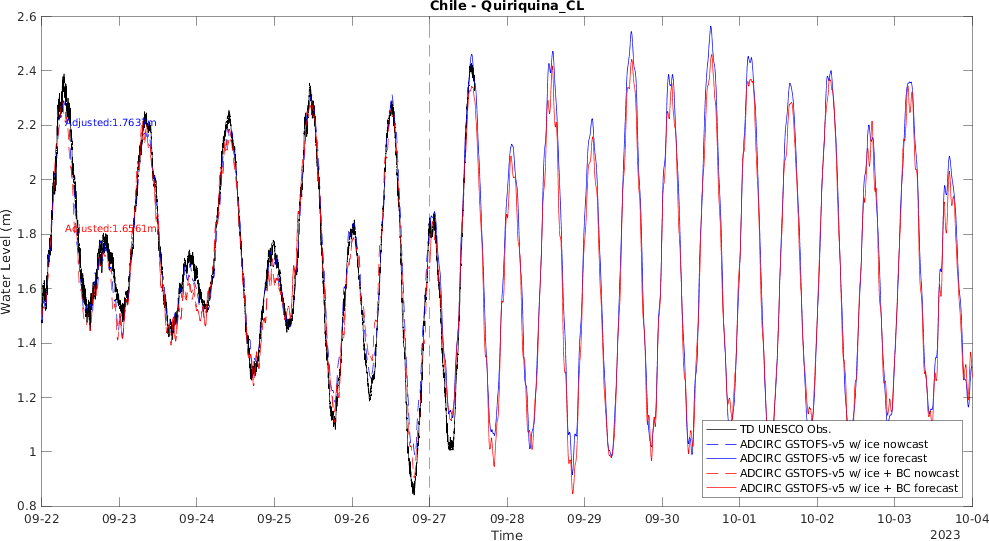 Chile - Quiriquina_CL
2.6
2.4
2.2
2
1.8
1.6
1.4
1.2
1
0.8
Water Level (m)
Adjusted:1.7637m
Adjusted:1.6561m
TD UNESCO Obs.
ADCIRC GSTOFS-v5 w/ ice nowcast
ADCIRC GSTOFS-v5 w/ ice forecast
ADCIRC GSTOFS-v5 w/ ice + BC nowcast
ADCIRC GSTOFS-v5 w/ ice + BC forecast
09-22 09-23 09-24 09-25 09-26 09-27 09-28 09-29 09-30 10-01 10-02 10-03 10-04
Time
2023